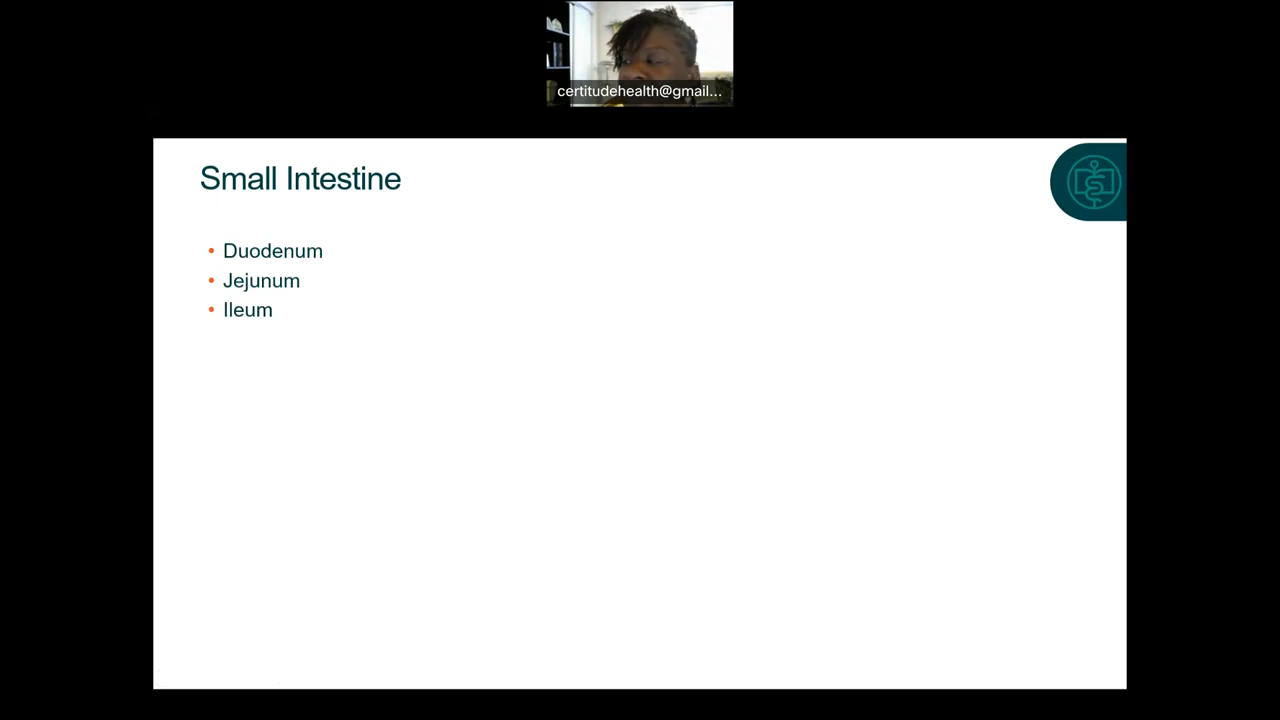 certitudehealth@gmail...
Small Intestine
• Duodenum
• Jejunum
• Ileum